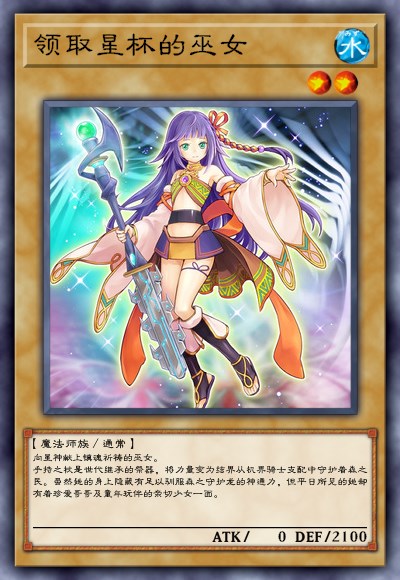 领取星杯的巫女
水
【魔法师族／通常】
向星神献上镇魂祈祷的巫女。
手持之杖是世代继承的祭器，将力量变为结界从机界骑士支配中守护着森之
民。虽然她的身上隐藏有足以驯服森之守护龙的神通力，但平日所见的她却
有着珍爱哥哥及童年玩伴的亲切少女一面。
ATK/ 0 DEF/2100